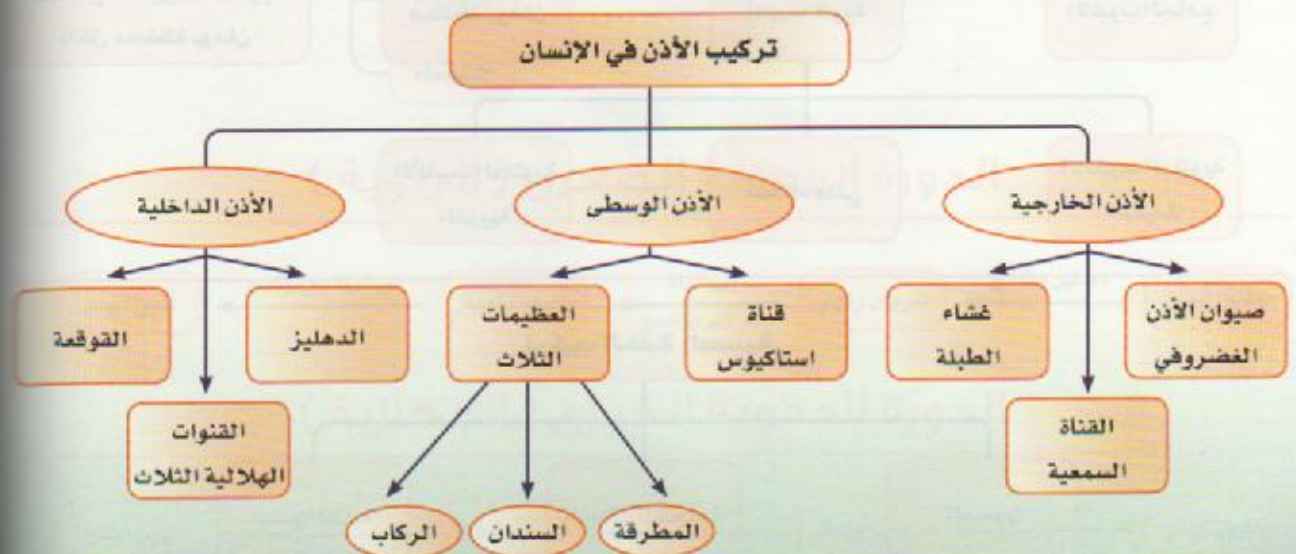 تركيب الأذن في الإنسان
الأذن الخارجية
الأذن الوسطى
الأذن الداخلية
صيوان الأذن
الغضروفي
غشاء
الطبلة
قناة
استاكيوس
العظيمات
الثلاث
الدهليز
القوقعة
القناة
السمعية
القنوات
الهلالية الثلاث
المطرقة
السندان
الركاب